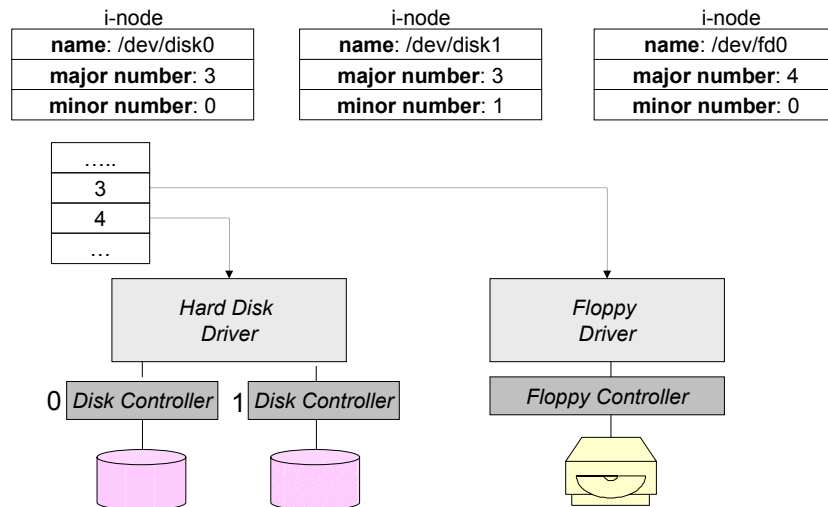 i-node
name: /dev/disk0
major number: 3
minor number: 0
i-node
name: /dev/disk1
major number: 3
minor number: 1
i-node
name: /dev/fd0
major number: 4
minor number: 0
.....
3
4
...
Hard Disk
Driver
Floppy
Driver
0 Disk Controller
1 Disk Controller
Floppy Controller